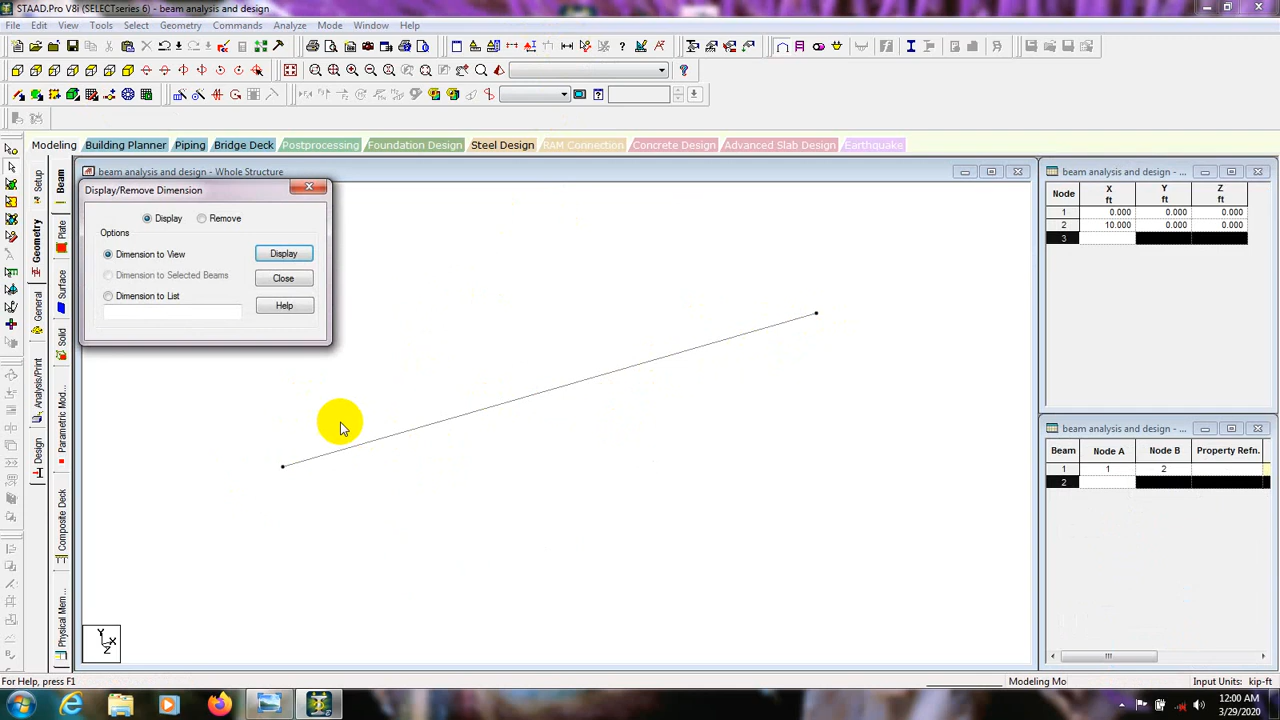 STAAD.Pro V8i (SELECTseries 6) - beam analysis and design
File Edit View Tools Select Geometry Commands Analyze Mode Window Help
Modeling Building Planner Piping Bridge Deck Postprocessing Foundation Design Steel Design RAM Connection Concrete Design Advanced Slab Design Earthquake
Setup
Geometry
General
Analysis/Print
Design
Beam
Plate
Surface
Solid
Parametric Mod...
Composite Deck
Physical Mem...
beam analysis and design - Whole Structure
Display/Remove Dimension
Display Remove
Options
Dimension to View
Dimension to Selected Beams
Dimension to List
Display
Close
Help
Y
X
Z
beam analysis and design - ...
Node X Y Z
ft ft ft
1 0.000 0.000 0.000
2 10.000 0.000 0.000
3
beam analysis and design - ...
Beam Node A Node B Property Refn.
1 1 2
2
For Help, press F1
Modeling Mo
Input Units: kip-ft
12:00 AM
3/29/2020